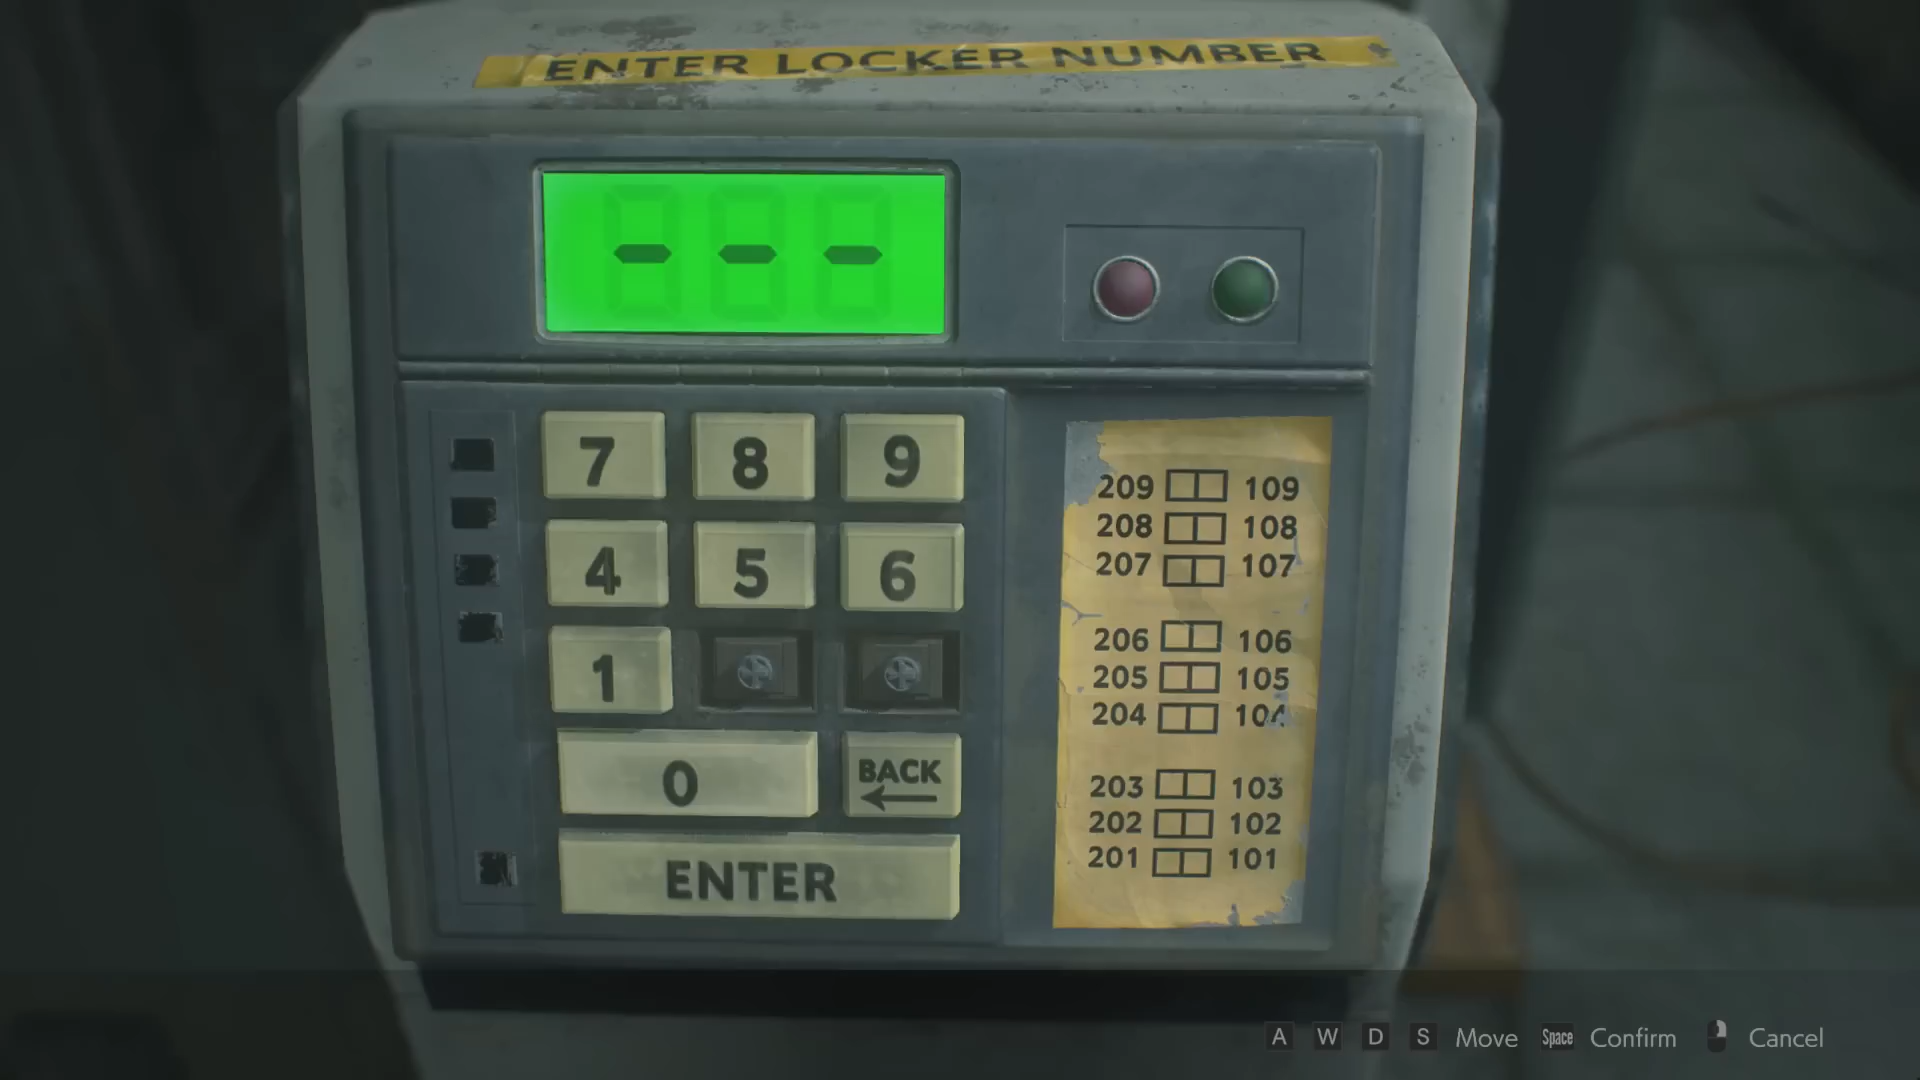 ENTER LOCKER NUMBER
- - -
7 8 9
4 5 6
1
0 BACK
ENTER
209 109
208 108
207 107
206 106
205 105
204 104
203 103
202 102
201 101
A W D S Move Space Confirm Cancel